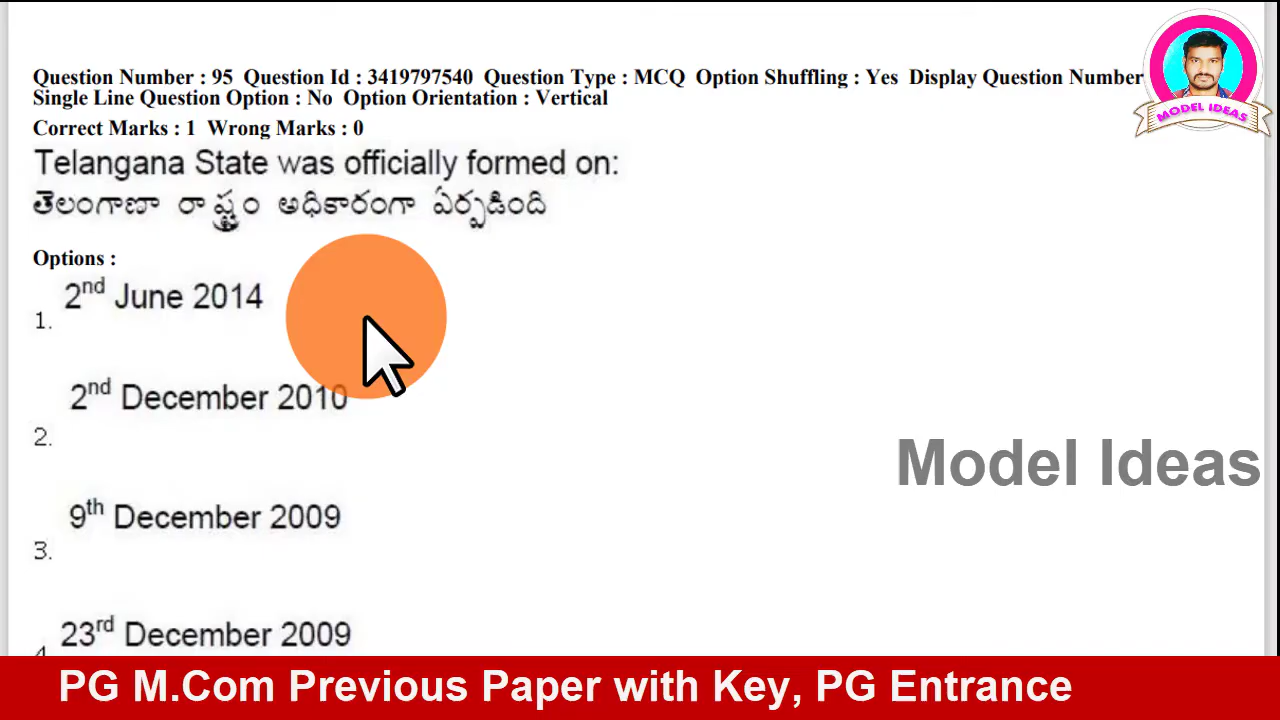 Question Number : 95 Question Id : 3419797540 Question Type : MCQ Option Shuffling : Yes Display Question Number
Single Line Question Option : No Option Orientation : Vertical
Correct Marks : 1 Wrong Marks : 0
Telangana State was officially formed on:
తెలంగాణా రాష్ట్రం అధికారంగా ఏర్పడింది
Options :
2nd June 2014
1.
2nd December 2010
2.
9th December 2009
3.
23rd December 2009
4.
MODEL IDEAS
Model Ideas
PG M.Com Previous Paper with Key, PG Entrance